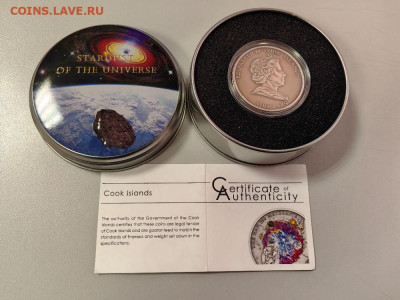 COINS.LAVE.RU
STARDUST
OF THE UNIVERSE
Cook Islands
Certificate of
Authenticity
The authority of the Government of the Cook
Islands certifies that these coins are legal tender
of Cook Islands and are guaranteed to match the
standards of fineness and weight set down in the
specifications.